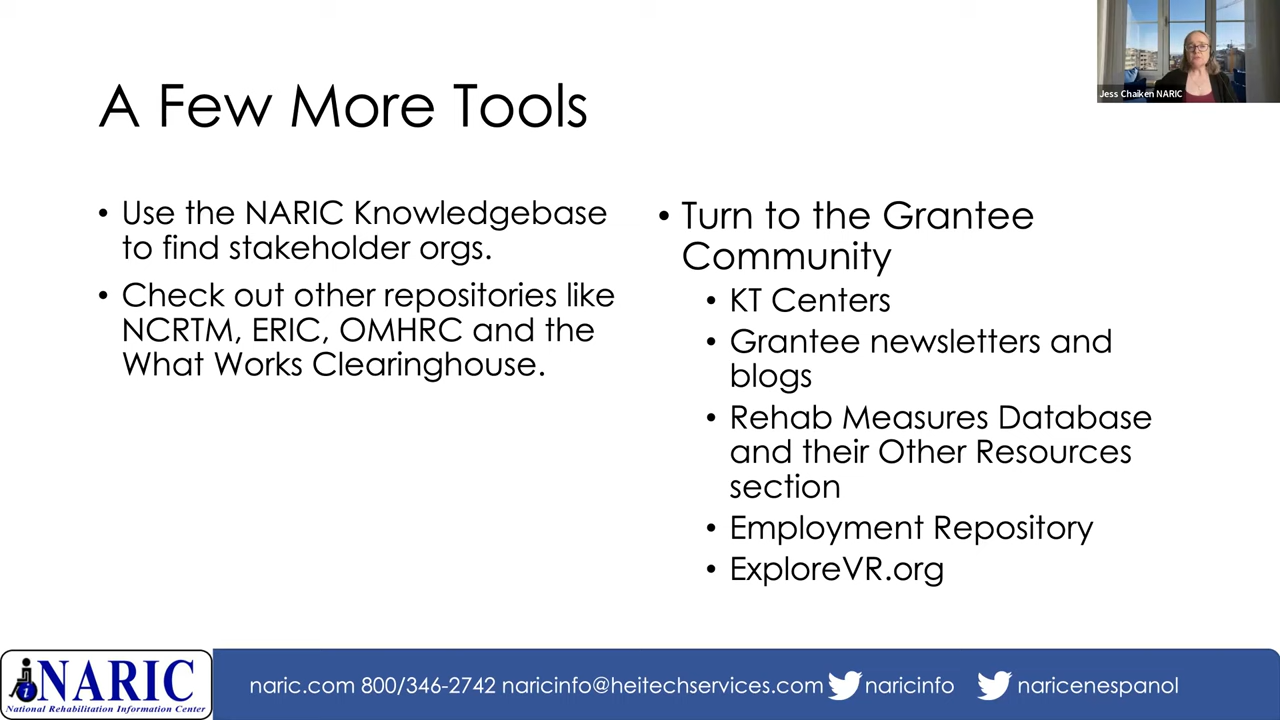 Jess Chaiken NARIC
A Few More Tools
• Use the NARIC Knowledgebase
to find stakeholder orgs.
• Check out other repositories like
NCRTM, ERIC, OMHRC and the
What Works Clearinghouse.
• Turn to the Grantee
Community
• KT Centers
• Grantee newsletters and
blogs
• Rehab Measures Database
and their Other Resources
section
• Employment Repository
• ExploreVR.org
NARIC
National Rehabilitation Information Center
naric.com 800/346-2742 naricinfo@heitechservices.com naricinfo naricenespanol